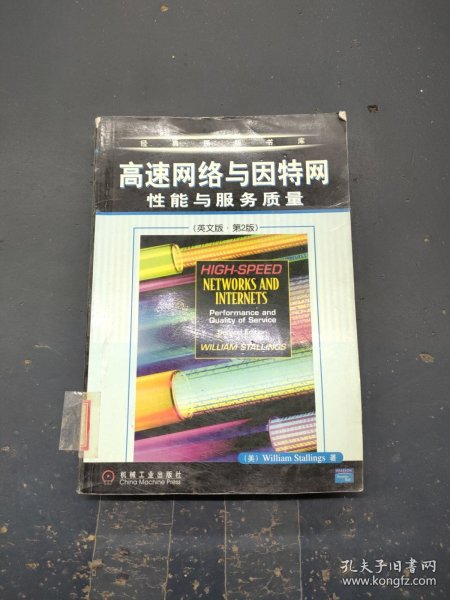 经典原版书库
高速网络与因特网
性能与服务质量
(英文版·第2版)
HIGH-SPEED
NETWORKS AND
INTERNETS
Performance and
Quality of Service
Second Edition
WILLIAM STALLINGS
(美) William Stallings 著
机械工业出版社
China Machine Press
孔夫子旧书网
www.kongfz.com